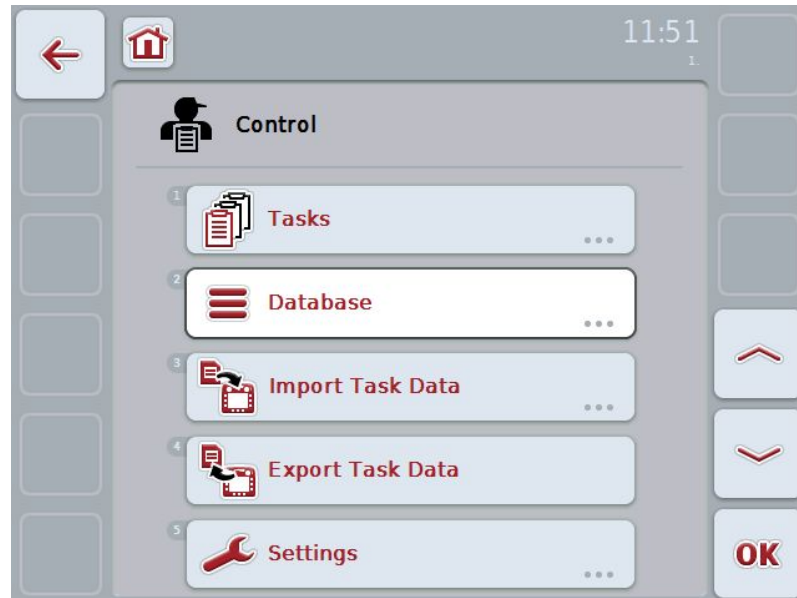 11:51
1.
Control
1
Tasks
2
Database
3
Import Task Data
4
Export Task Data
5
Settings
OK